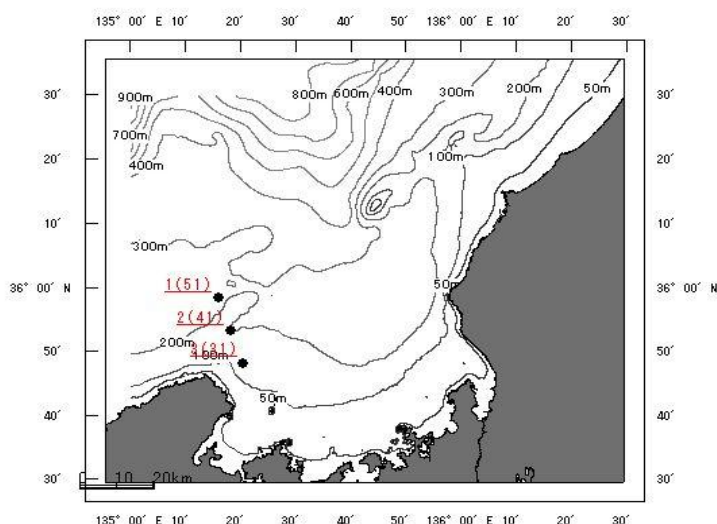 135° 00′ E 10′ 20′ 30′ 40′ 50′ 136° 00′ E 10′ 20′ 30′
900m 800m 600m 400m 300m 200m 50m
30′ 30′
700m
400m
100m
20′ 20′
10′ 10′
300m
1(51)
50m
36° 00′ N 36° 00′ N
2(41)
200m
3(31)
100m
50′ 50′
50m
40′ 40′
30′ 30′
0 10 20km
135° 00′ E 10′ 20′ 30′ 40′ 50′ 136° 00′ E 10′ 20′ 30′